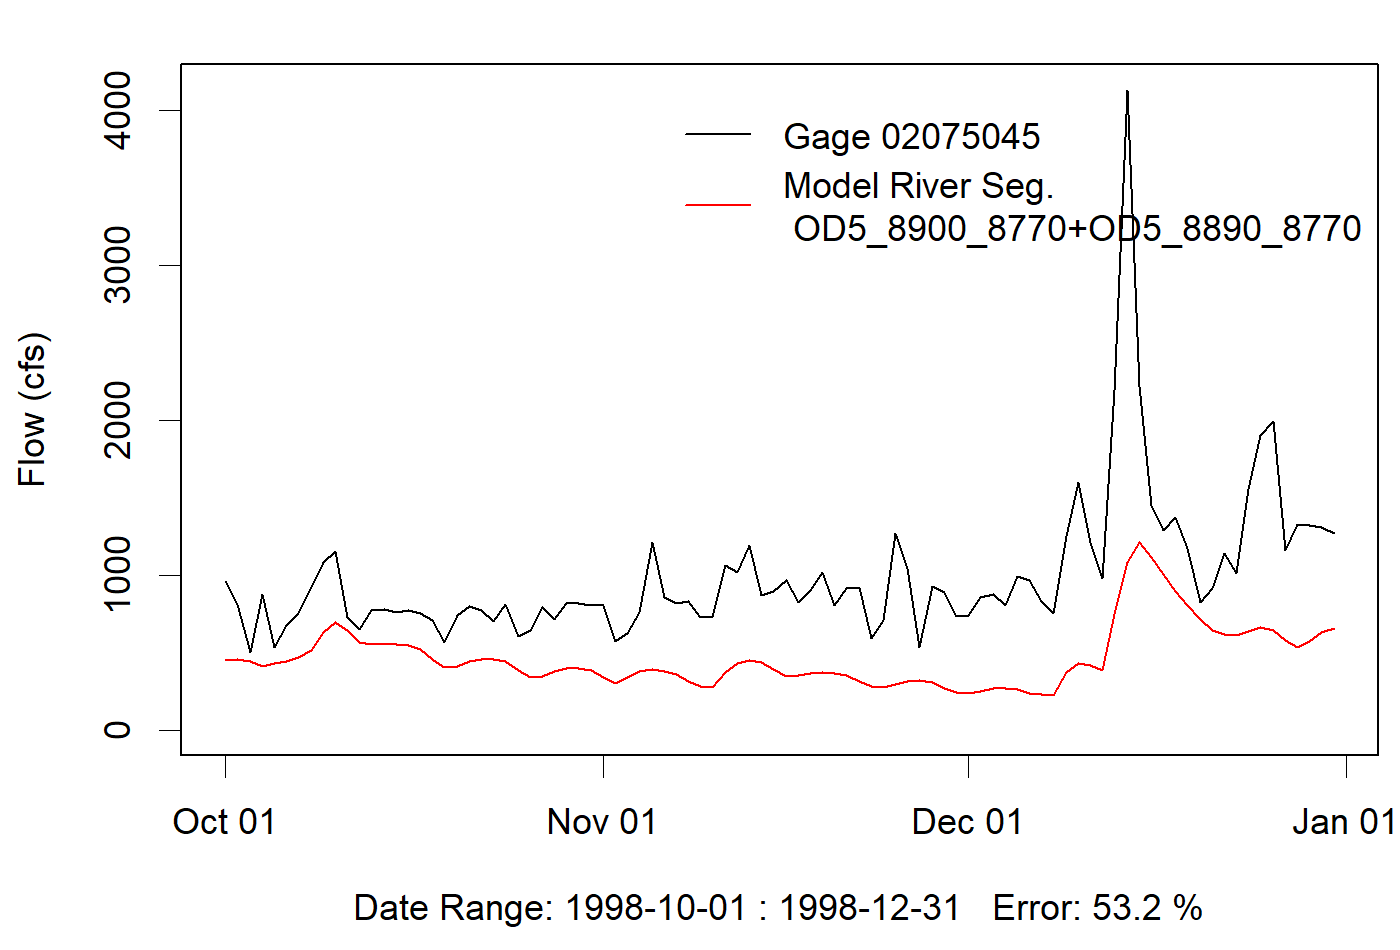 4000
3000
2000
1000
0
Flow (cfs)
Gage 02075045
Model River Seg.
OD5_8900_8770+OD5_8890_8770
Oct 01
Nov 01
Dec 01
Jan 01
Date Range: 1998-10-01 : 1998-12-31 Error: 53.2 %